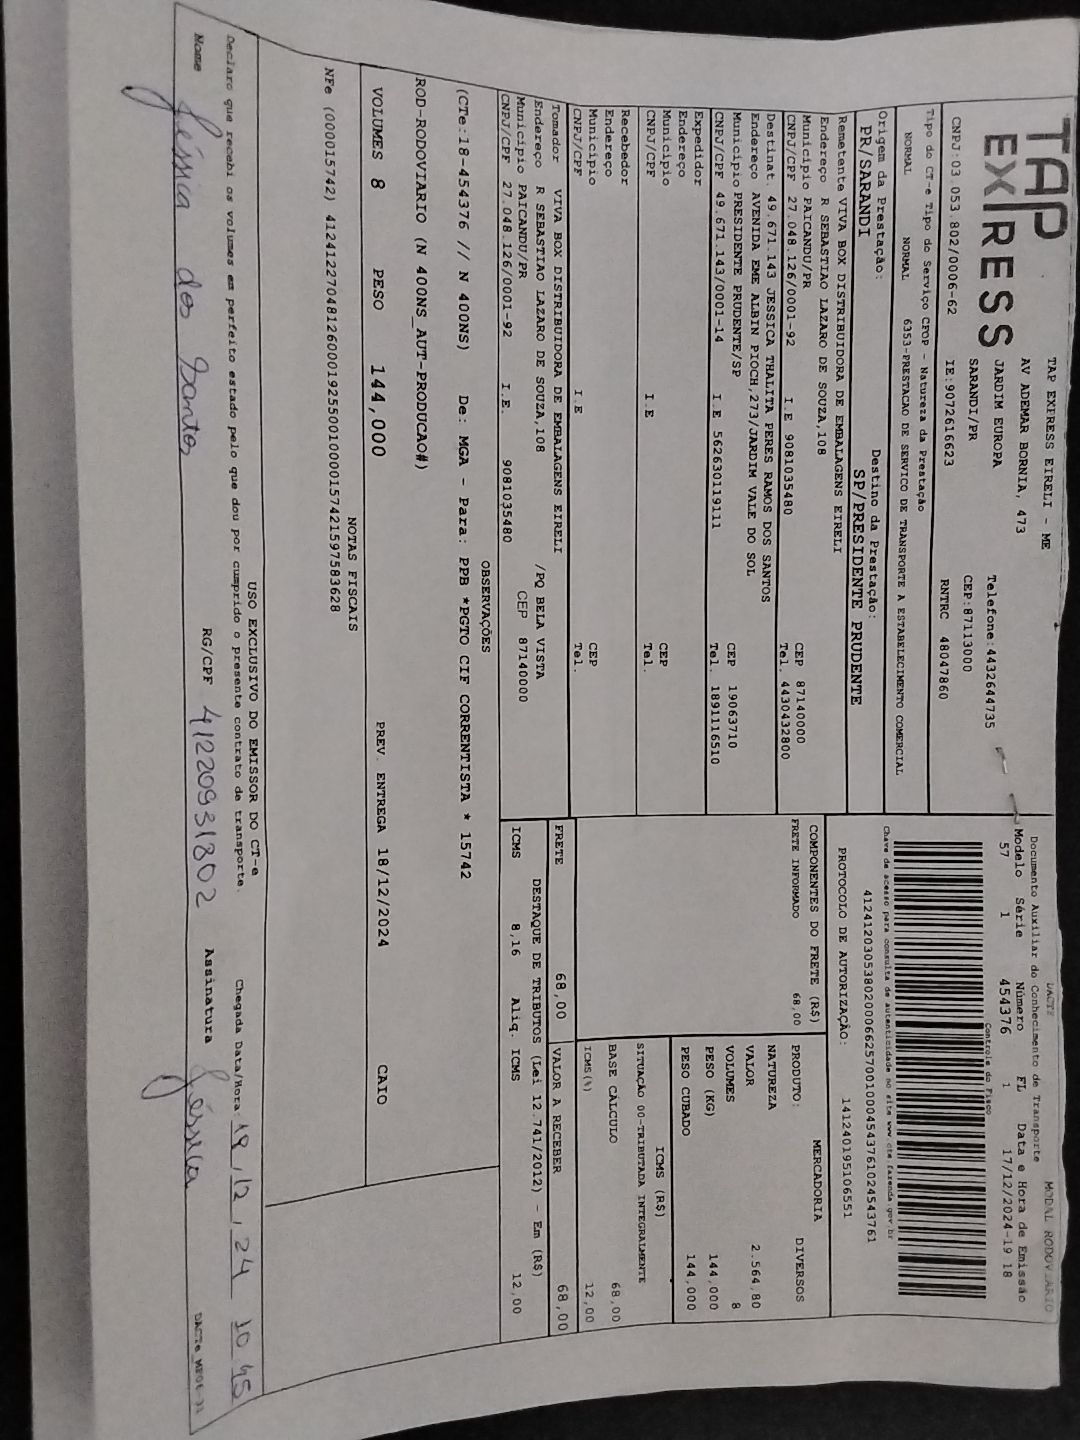 TAP EXPRESS
TAP EXPRESS EIRELI - ME
AV ADEMAR BORNIA, 473
JARDIM EUROPA
SARANDI/PR
Telefone:4432644735
CEP:87113000
CNPJ:03.053.802/0006-62 IE:9072616623 RNTRC 48047860
DACTE MODAL RODOVIARIO
Documento Auxiliar do Conhecimento de Transporte
Modelo Série Número FL Data e Hora de Emissão
57 1 454376 1 17/12/2024-19:18
Controle do Fisco
Chave de acesso para consulta de autenticidade no site www.cte.fazenda.gov.br
41241203053802000662570010004543761024543761
PROTOCOLO DE AUTORIZAÇÃO: 141240195106551
Tipo do CT-e Tipo do Serviço CFOP - Natureza da Prestação
NORMAL NORMAL 6353-PRESTACAO DE SERVICO DE TRANSPORTE A ESTABELECIMENTO COMERCIAL
Origem da Prestação: Destino da Prestação:
PR/SARANDI SP/PRESIDENTE PRUDENTE
Remetente VIVA BOX DISTRIBUIDORA DE EMBALAGENS EIRELI
Endereço R SEBASTIAO LAZARO DE SOUZA,108
Municipio PAICANDU/PR CEP 87140000
CNPJ/CPF 27.048.126/0001-92 I.E 9081035480 Tel. 4430432800
Destinat. 49.671.143 JESSICA THALITA PERES RAMOS DOS SANTOS
Endereço AVENIDA EME ALBIN PIOCH,273/JARDIM VALE DO SOL
Municipio PRESIDENTE PRUDENTE/SP CEP 19063710
CNPJ/CPF 49.671.143/0001-14 I.E 562630119111 Tel. 1891116510
Expedidor
Endereço
Municipio CEP
CNPJ/CPF I.E Tel.
Recebedor
Endereço
Municipio CEP
CNPJ/CPF I.E Tel.
Tomador VIVA BOX DISTRIBUIDORA DE EMBALAGENS EIRELI
Endereço R SEBASTIAO LAZARO DE SOUZA,108 /PQ BELA VISTA
Municipio PAICANDU/PR CEP 87140000
CNPJ/CPF 27.048.126/0001-92 I.E. 9081035480
COMPONENTES DO FRETE (R$)
FRETE INFORMADO 68,00
MERCADORIA
PRODUTO: DIVERSOS
NATUREZA
VALOR 2.564,80
VOLUMES 8
PESO (KG) 144,000
PESO CUBADO 144,000
ICMS (R$)
SITUAÇÃO 00-TRIBUTADA INTEGRALMENTE
BASE CÁLCULO 68,00
ICMS(%) 12,00
FRETE 68,00 VALOR A RECEBER 68,00
DESTAQUE DE TRIBUTOS (Lei 12.741/2012) - Em (R$)
ICMS 8,16 Aliq. ICMS 12,00
OBSERVAÇÕES
(CTe:18-454376 // N 400NS) De: MGA - Para: PPB *PGTO CIF CORRENTISTA * 15742
ROD-RODOVIARIO (N 400NS_AUT-PRODUCAO#)
VOLUMES 8 PESO 144,000 PREV. ENTREGA 18/12/2024 CAIO
NOTAS FISCAIS
NFe (000015742) 41241227048126000192550010000157421597583628
USO EXCLUSIVO DO EMISSOR DO CT-e
Declaro que recebi os volumes em perfeito estado pelo que dou por cumprido o presente contrato de transporte. Chegada Data/Hora: 18/12/24 10 45
Nome Jéssica dos Santos RG/CPF 41220931802 Assinatura Jéssica